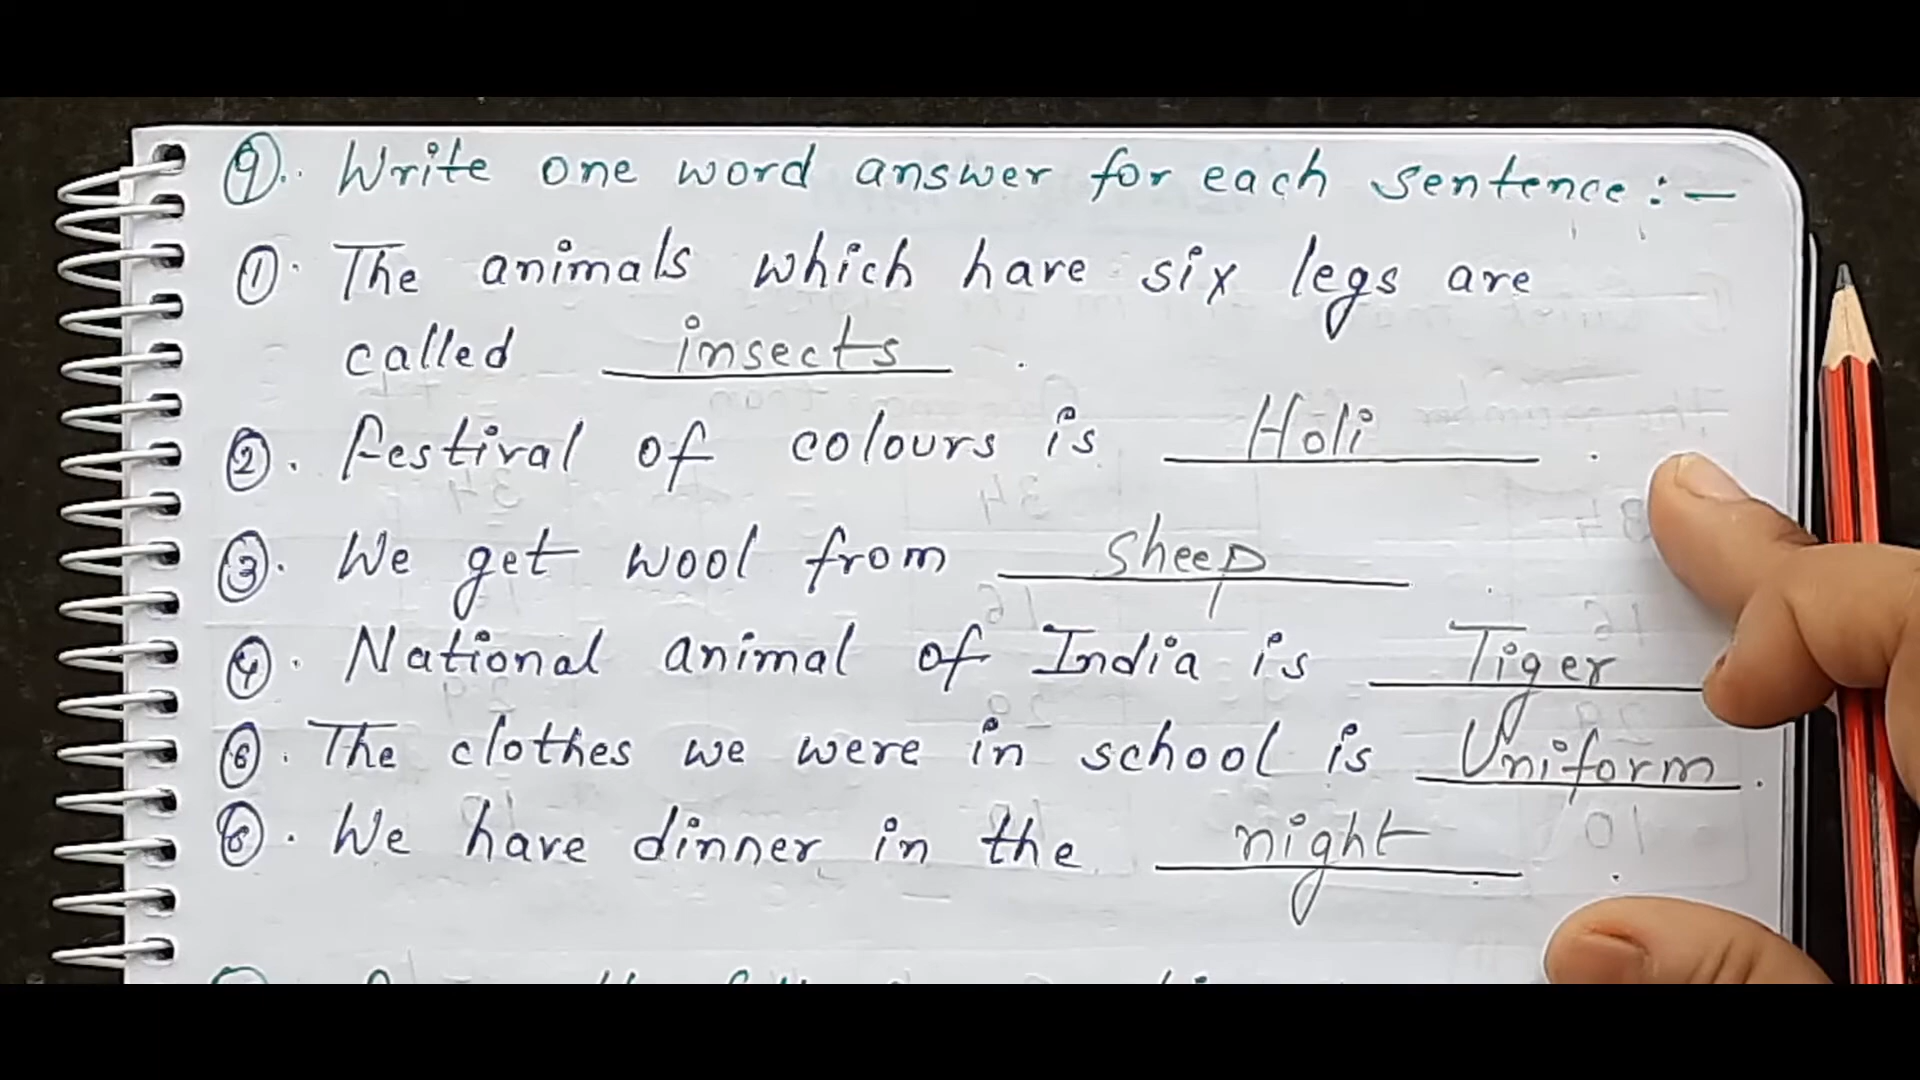 9. Write one word answer for each sentence :-
1. The animals which have six legs are
called insects .
2. festival of colours is Holi .
3. We get wool from sheep .
4. National animal of India is Tiger
6. The clothes we were in school is Uniform .
6. We have dinner in the night .